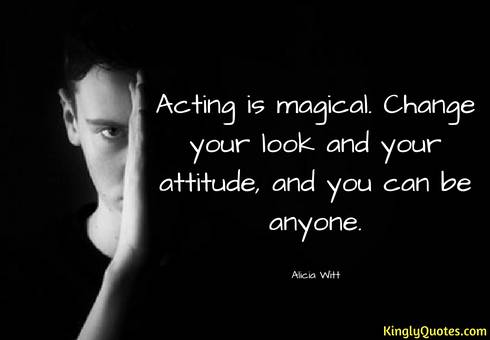 Acting is magical. Change
your look and your
attitude, and you can be
anyone.
Alicia Witt
KinglyQuotes.com